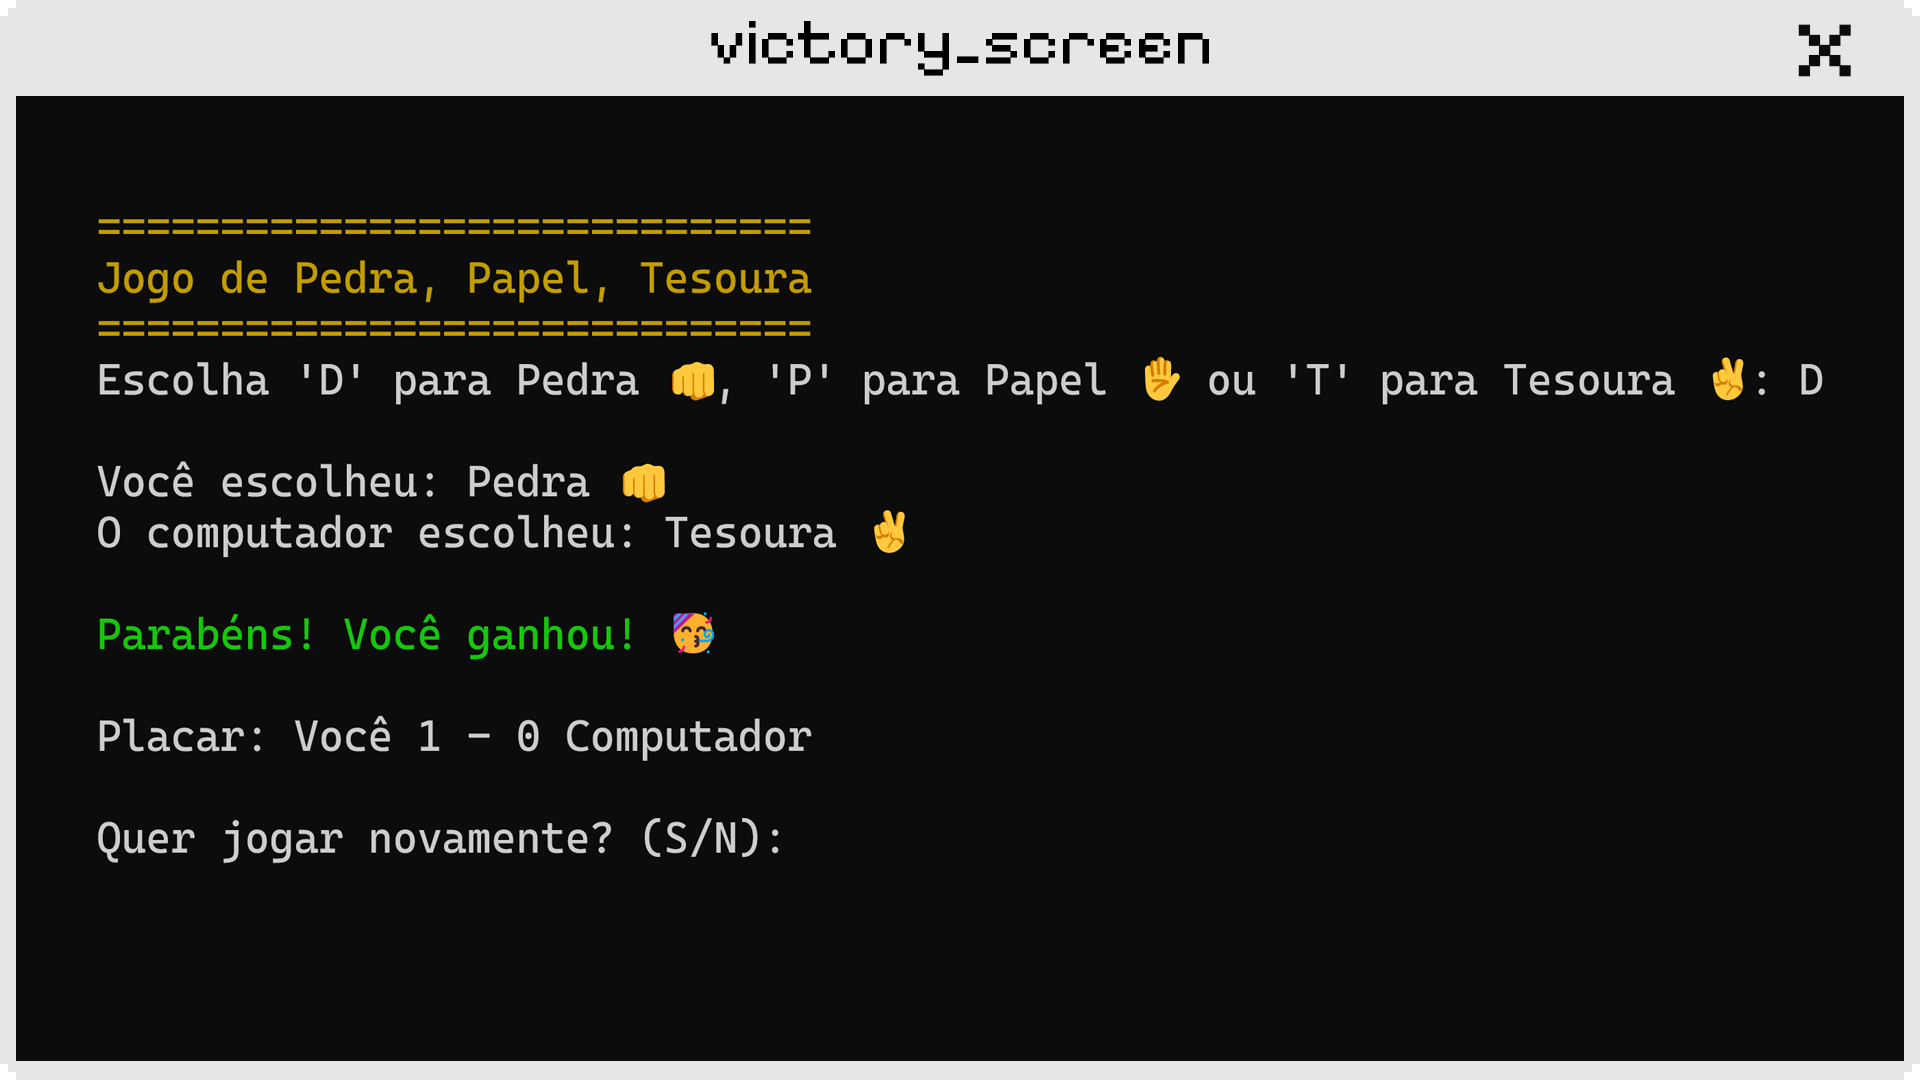 victory_screen
=============================
Jogo de Pedra, Papel, Tesoura
=============================
Escolha 'D' para Pedra 👊, 'P' para Papel ✋ ou 'T' para Tesoura ✌: D
Você escolheu: Pedra 👊
O computador escolheu: Tesoura ✌
Parabéns! Você ganhou! 🥳
Placar: Você 1 - 0 Computador
Quer jogar novamente? (S/N):